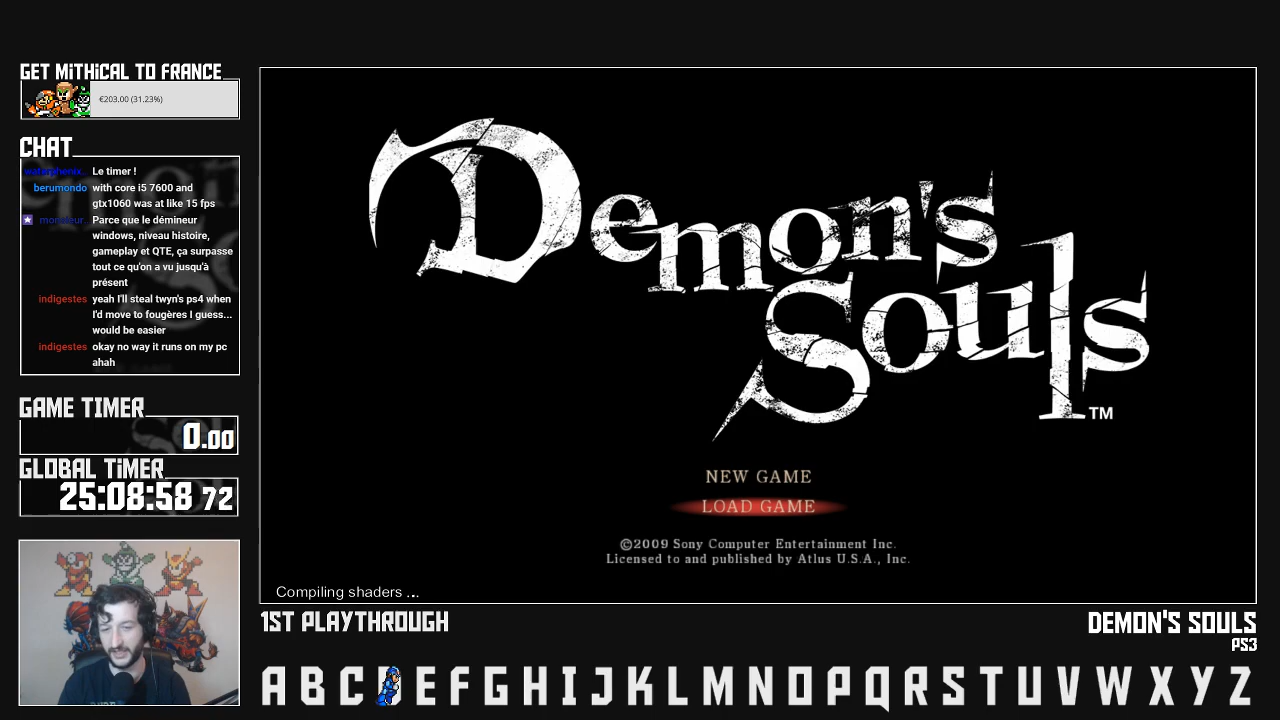 GET MiTHiCAL TO FRANCE
€203.00 (31.23%)
CHAT
Le timer !
berumondo with core i5 7600 and
gtx1060 was at like 15 fps
Parce que le démineur
windows, niveau histoire,
gameplay et QTE, ça surpasse
tout ce qu'on a vu jusqu'à
présent
indigestes yeah I'll steal twyn's ps4 when
I'd move to fougères I guess...
would be easier
indigestes okay no way it runs on my pc
ahah
GAME TIMER
0.00
GLOBAL TiMER
25:08:58 72
Demon's
Souls
TM
NEW GAME
LOAD GAME
©2009 Sony Computer Entertainment Inc.
Licensed to and published by Atlus U.S.A., Inc.
Compiling shaders ...
1ST PLAYTHROUGH
DEMON'S SOULS
PS3
A B C D E F G H I J K L M N O P Q R S T U V W X Y Z